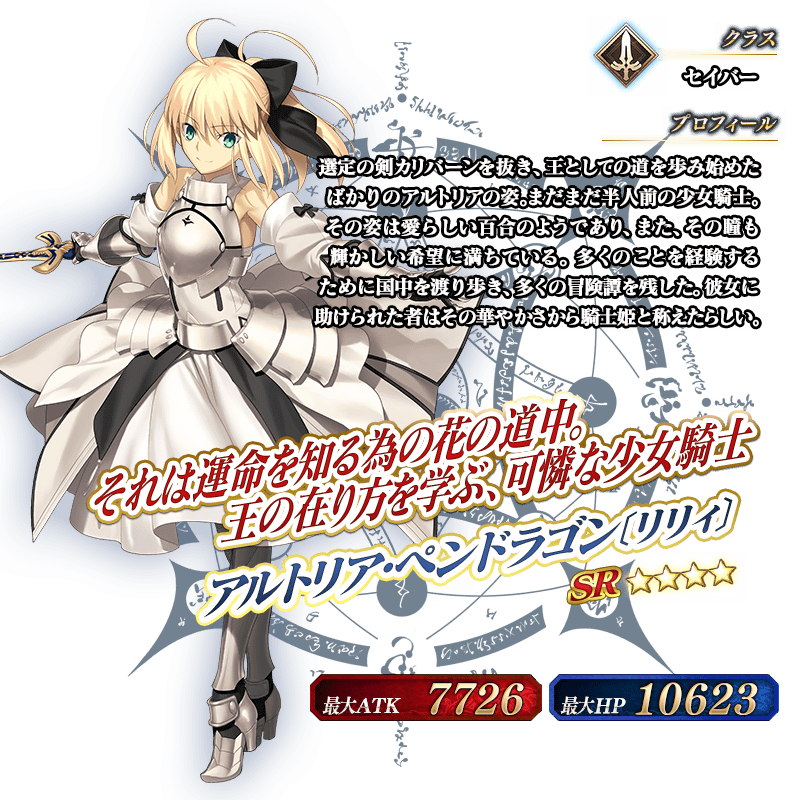 クラス
セイバー
プロフィール
選定の剣カリバーンを抜き、王としての道を歩み始めた
ばかりのアルトリアの姿。まだまだ半人前の少女騎士。
その姿は愛らしい百合のようであり、また、その瞳も
輝かしい希望に満ちている。多くのことを経験する
ために国中を渡り歩き、多くの冒険譚を残した。彼女に
助けられた者はその華やかさから騎士姫と称えたらしい。
それは運命を知る為の花の道中。
王の在り方を学ぶ、可憐な少女騎士
アルトリア・ペンドラゴン〔リリィ〕
SR
最大ATK 7726
最大HP 10623